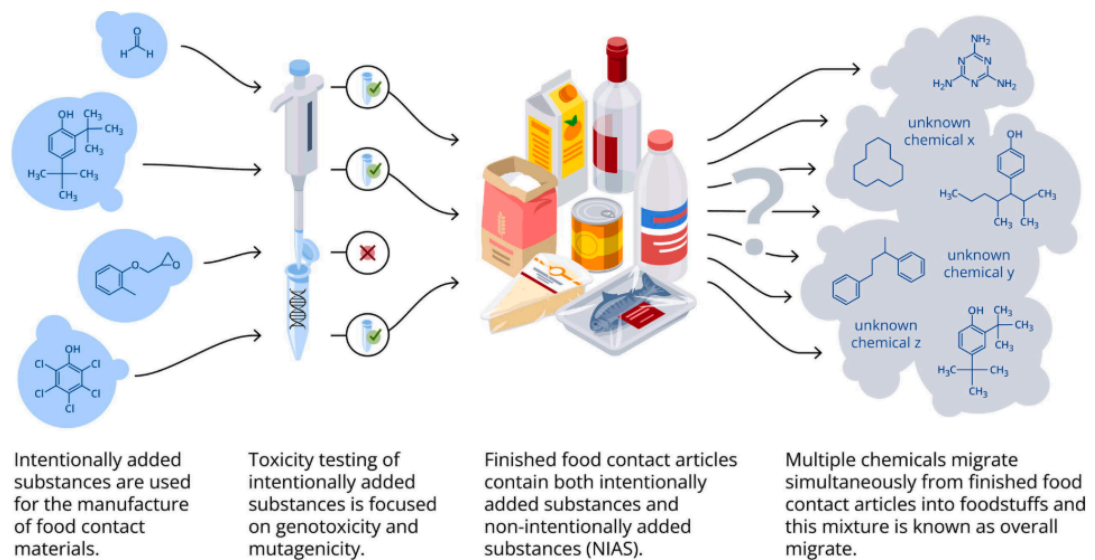 O
H
H
OH
CH₃
CH₃
CH₃
H₃C
CH₃
CH₃
O
O
OH
Cl
Cl
Cl
Cl
Cl
?
NH₂
N
N
H₂N
N
NH₂
unknown
chemical x
OH
H₃C
CH₃
CH₃
CH₃
unknown
chemical y
unknown
chemical z
OH
CH₃
CH₃
CH₃
H₃C
CH₃
CH₃
Intentionally added
substances are used
for the manufacture
of food contact
materials.
Toxicity testing of
intentionally added
substances is focused
on genotoxicity and
mutagenicity.
Finished food contact articles
contain both intentionally
added substances and
non-intentionally added
substances (NIAS).
Multiple chemicals migrate
simultaneously from finished food
contact articles into foodstuffs and
this mixture is known as overall
migrate.